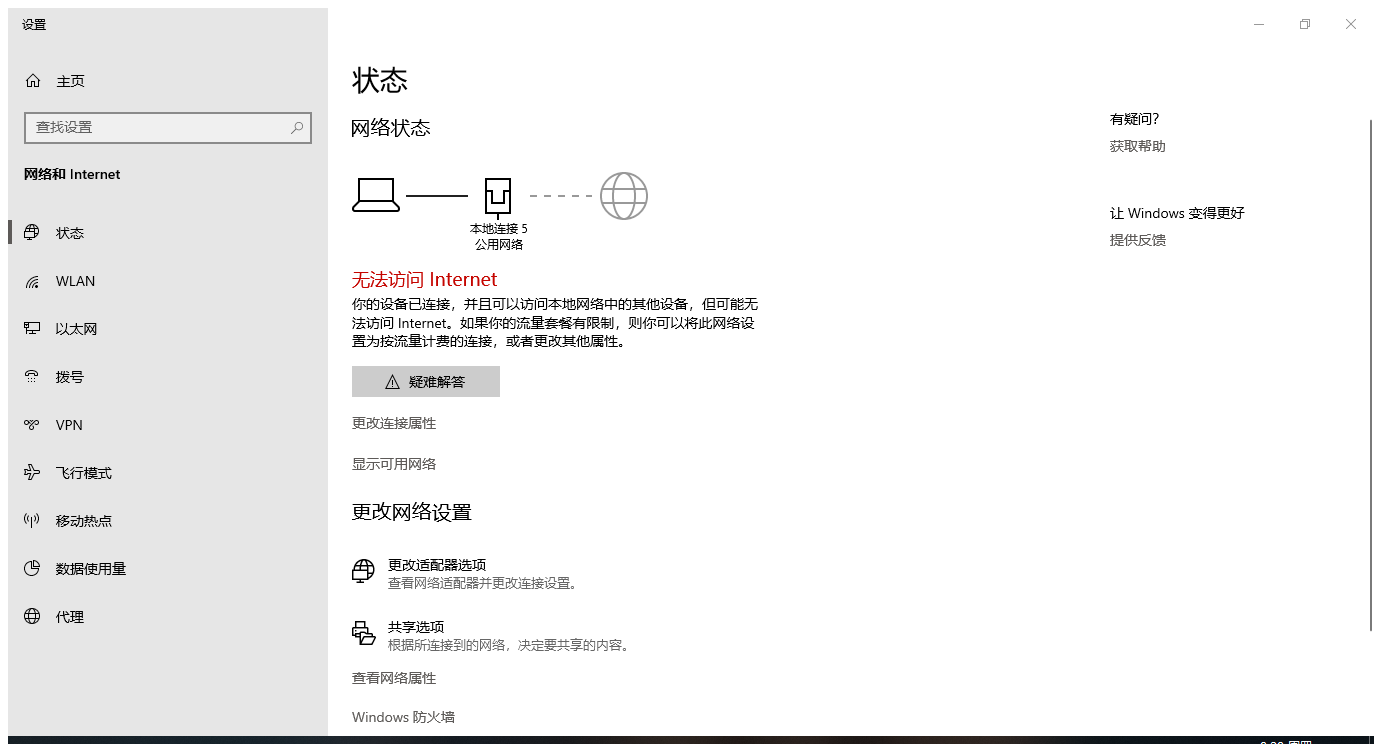 设置
主页
查找设置
网络和 Internet
状态
WLAN
以太网
拨号
VPN
飞行模式
移动热点
数据使用量
代理
状态
网络状态
本地连接 5
公用网络
无法访问 Internet
你的设备已连接，并且可以访问本地网络中的其他设备，但可能无
法访问 Internet。如果你的流量套餐有限制，则你可以将此网络设
置为按流量计费的连接，或者更改其他属性。
疑难解答
更改连接属性
显示可用网络
更改网络设置
更改适配器选项
查看网络适配器并更改连接设置。
共享选项
根据所连接到的网络，决定要共享的内容。
查看网络属性
Windows 防火墙
有疑问?
获取帮助
让 Windows 变得更好
提供反馈